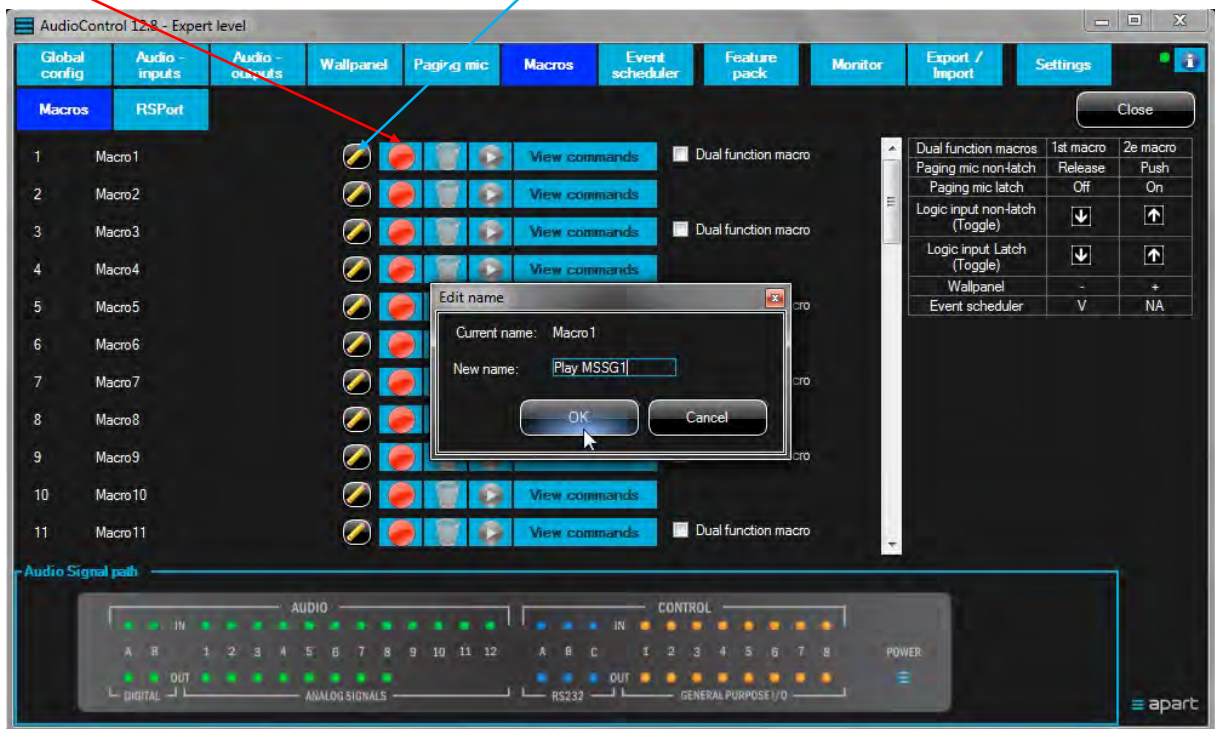 AudioControl 12.8 - Expert level
Global config
Audio - inputs
Audio - outputs
Wallpanel
Paging mic
Macros
Event scheduler
Feature pack
Monitor
Export / Import
Settings
i
Macros
RSPort
Close
1 Macro1 View commands Dual function macro
2 Macro2 View commands
3 Macro3 View commands Dual function macro
4 Macro4 View commands
5 Macro5 cro
6 Macro6
7 Macro7 cro
8 Macro8
9 Macro9 cro
10 Macro10 View commands
11 Macro11 View commands Dual function macro
Edit name
Current name: Macro1
New name: Play MSSG1
OK Cancel
Dual function macros 1st macro 2e macro
Paging mic non-latch Release Push
Paging mic latch Off On
Logic input non-latch
(Toggle)
Logic input Latch
(Toggle)
Wallpanel - +
Event scheduler V NA
Audio Signal path
AUDIO CONTROL
IN IN
A B 1 2 3 4 5 6 7 8 9 10 11 12 A B C 1 2 3 4 5 6 7 8 POWER
OUT OUT
DIGITAL ANALOG SIGNALS RS232 GENERAL PURPOSE I/O
apart